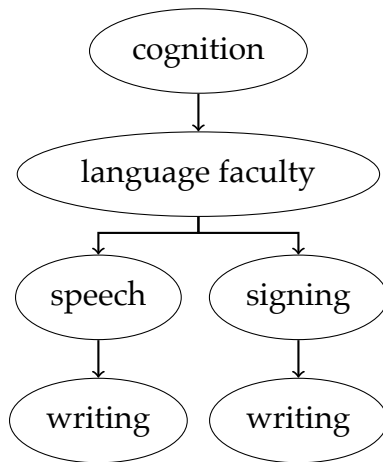 cognition
language faculty
speech
signing
writing
writing